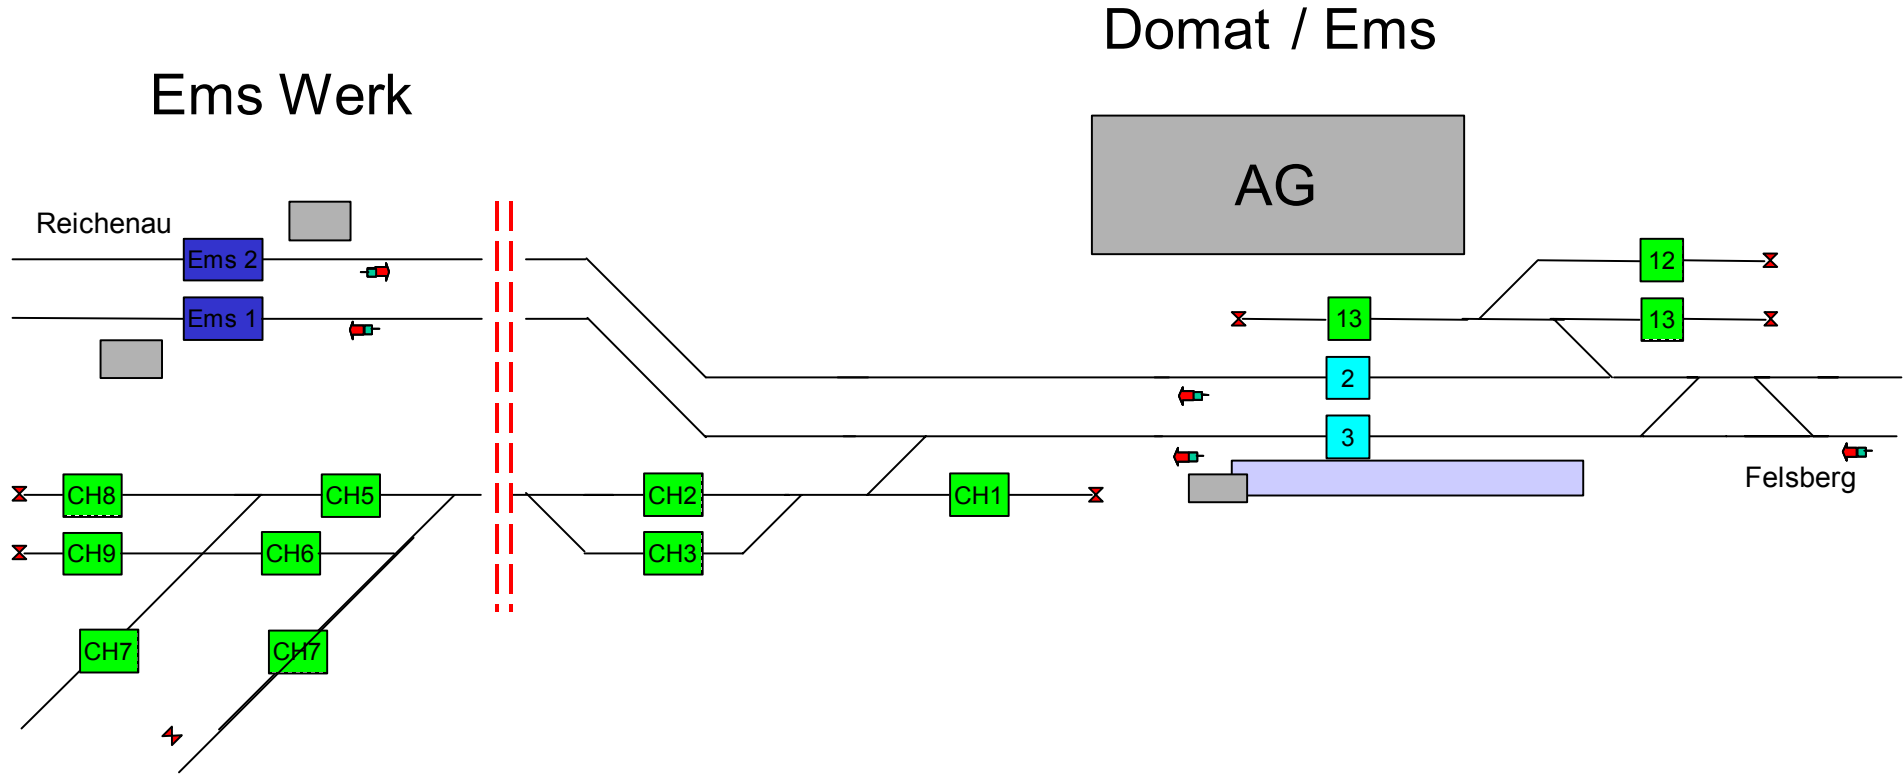 Domat / Ems
Ems Werk
AG
Reichenau
Ems 2
12
Ems 1
13
13
2
3
Felsberg
CH8
CH5
CH2
CH1
CH9
CH6
CH3
CH7
CH7